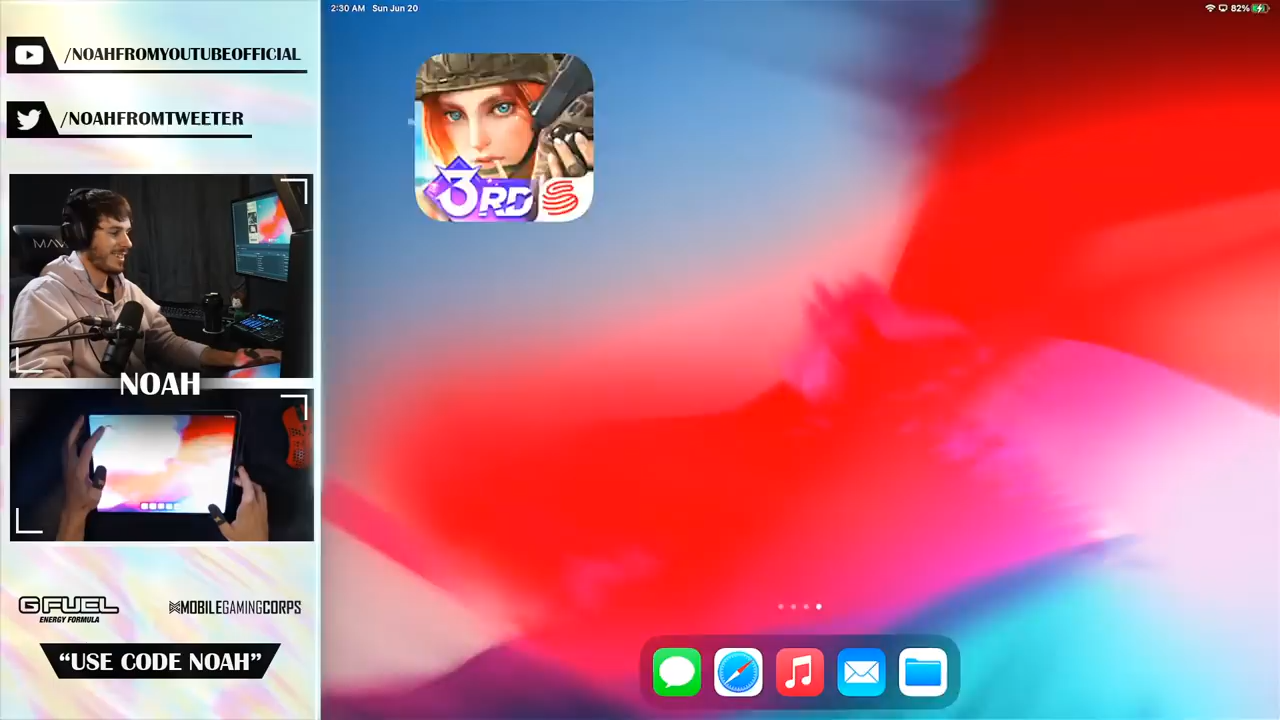 2:30 AM Sun Jun 20
82%
/NOAHFROMYOUTUBEOFFICIAL
/NOAHFROMTWEETER
3RD
NOAH
G FUEL
ENERGY FORMULA
MOBILEGAMINGCORPS
“USE CODE NOAH”